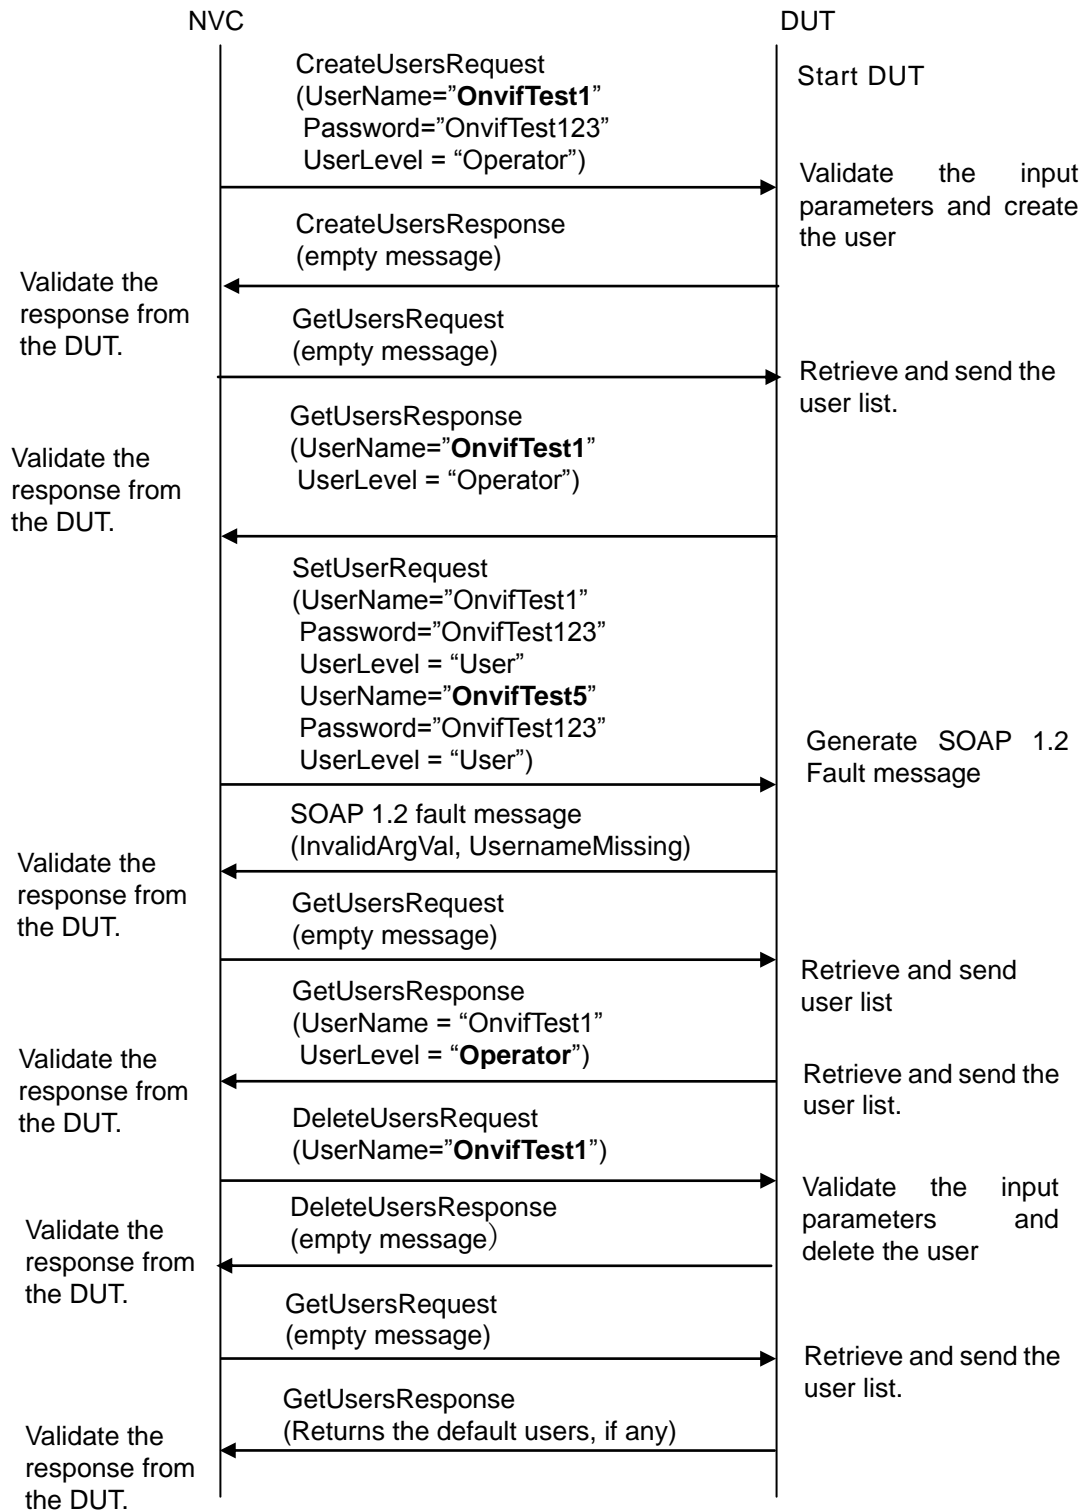 NVC
DUT
CreateUsersRequest
(UserName=”OnvifTest1”
Password=”OnvifTest123”
UserLevel = “Operator”)
Start DUT
Validate the input
parameters and create
the user
CreateUsersResponse
(empty message)
Validate the
response from
the DUT.
GetUsersRequest
(empty message)
Retrieve and send the
user list.
GetUsersResponse
(UserName=”OnvifTest1”
UserLevel = “Operator”)
Validate the
response from
the DUT.
SetUserRequest
(UserName=”OnvifTest1”
Password=”OnvifTest123”
UserLevel = “User”
UserName=”OnvifTest5”
Password=”OnvifTest123”
UserLevel = “User”)
Generate SOAP 1.2
Fault message
SOAP 1.2 fault message
(InvalidArgVal, UsernameMissing)
Validate the
response from
the DUT.
GetUsersRequest
(empty message)
Retrieve and send
user list
GetUsersResponse
(UserName = “OnvifTest1”
UserLevel = “Operator”)
Validate the
response from
the DUT.
Retrieve and send the
user list.
DeleteUsersRequest
(UserName=”OnvifTest1”)
Validate the input
parameters and
delete the user
DeleteUsersResponse
(empty message）
Validate the
response from
the DUT.
GetUsersRequest
(empty message)
Retrieve and send the
user list.
GetUsersResponse
(Returns the default users, if any)
Validate the
response from
the DUT.